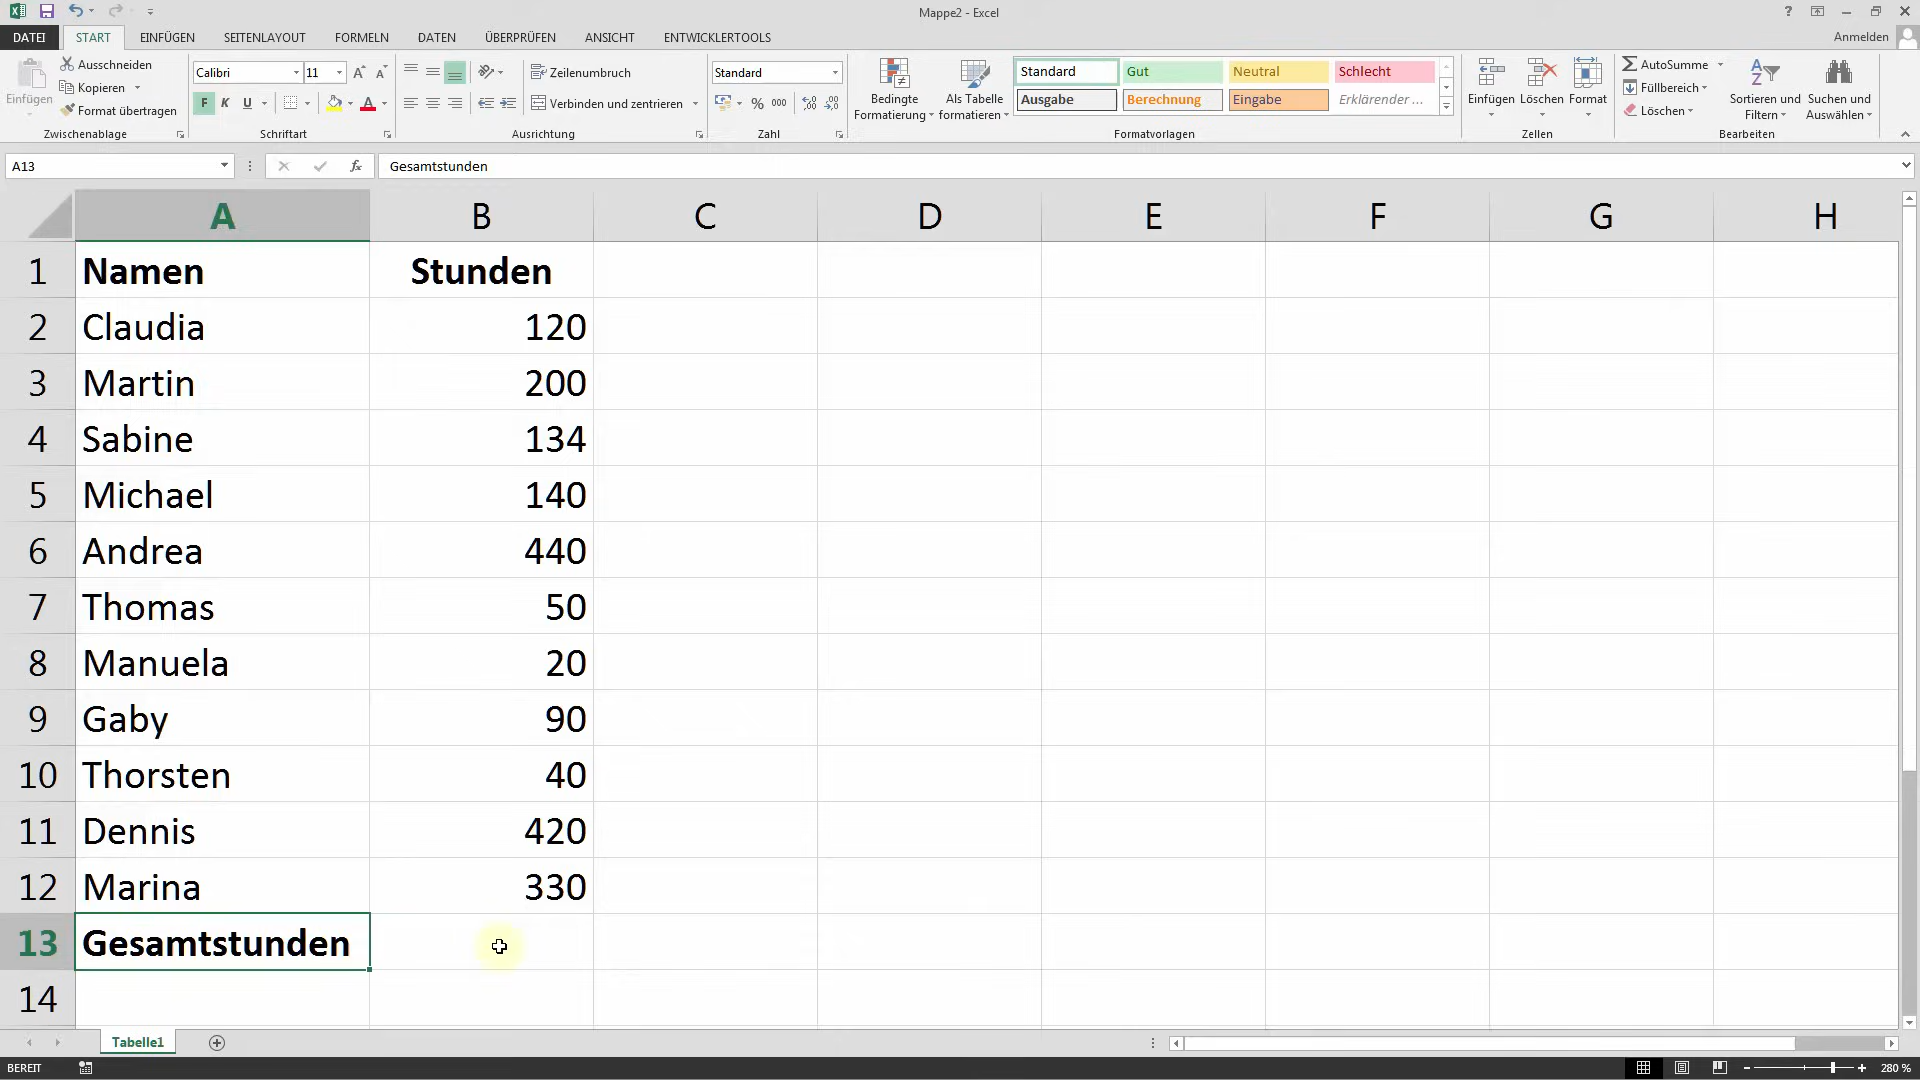 Mappe2 - Excel
Anmelden
DATEI START EINFÜGEN SEITENLAYOUT FORMELN DATEN ÜBERPRÜFEN ANSICHT ENTWICKLERTOOLS
Einfügen
Ausschneiden
Kopieren
Format übertragen
Zwischenablage
Calibri 11
F K U
Schriftart
Zeilenumbruch
Verbinden und zentrieren
Ausrichtung
Standard
% 000
Zahl
Bedingte
Formatierung
Als Tabelle
formatieren
Standard Gut Neutral Schlecht
Ausgabe Berechnung Eingabe Erklärender ...
Formatvorlagen
Einfügen Löschen Format
Zellen
AutoSumme
Füllbereich
Löschen
Sortieren und
Filtern
Suchen und
Auswählen
Bearbeiten
A13 fx Gesamtstunden
A B C D E F G H
1 Namen Stunden
2 Claudia 120
3 Martin 200
4 Sabine 134
5 Michael 140
6 Andrea 440
7 Thomas 50
8 Manuela 20
9 Gaby 90
10 Thorsten 40
11 Dennis 420
12 Marina 330
13 Gesamtstunden
14
Tabelle1
BEREIT
280 %